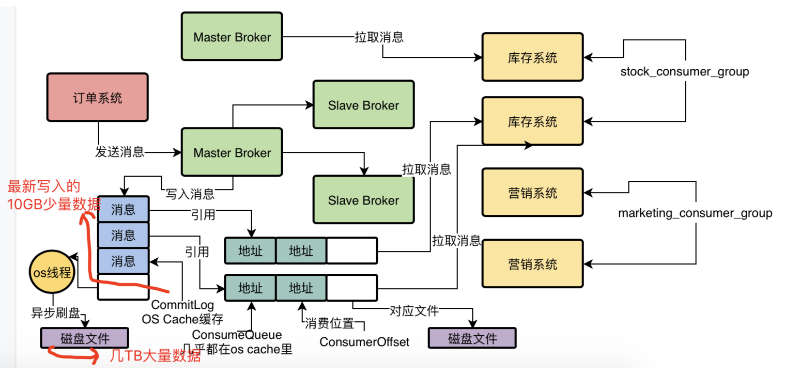 Master Broker
拉取消息
库存系统
stock_consumer_group
订单系统
Slave Broker
库存系统
发送消息
Master Broker
拉取消息
Slave Broker
最新写入的
10GB少量数据
写入消息
营销系统
marketing_consumer_group
消息
引用
消息
引用
拉取消息
消息
地址
地址
营销系统
os线程
地址
地址
CommitLog
OS Cache缓存
异步刷盘
消费位置
对应文件
磁盘文件
ConsumeQueue
几乎都在os cache里
ConsumerOffset
磁盘文件
几TB大量数据